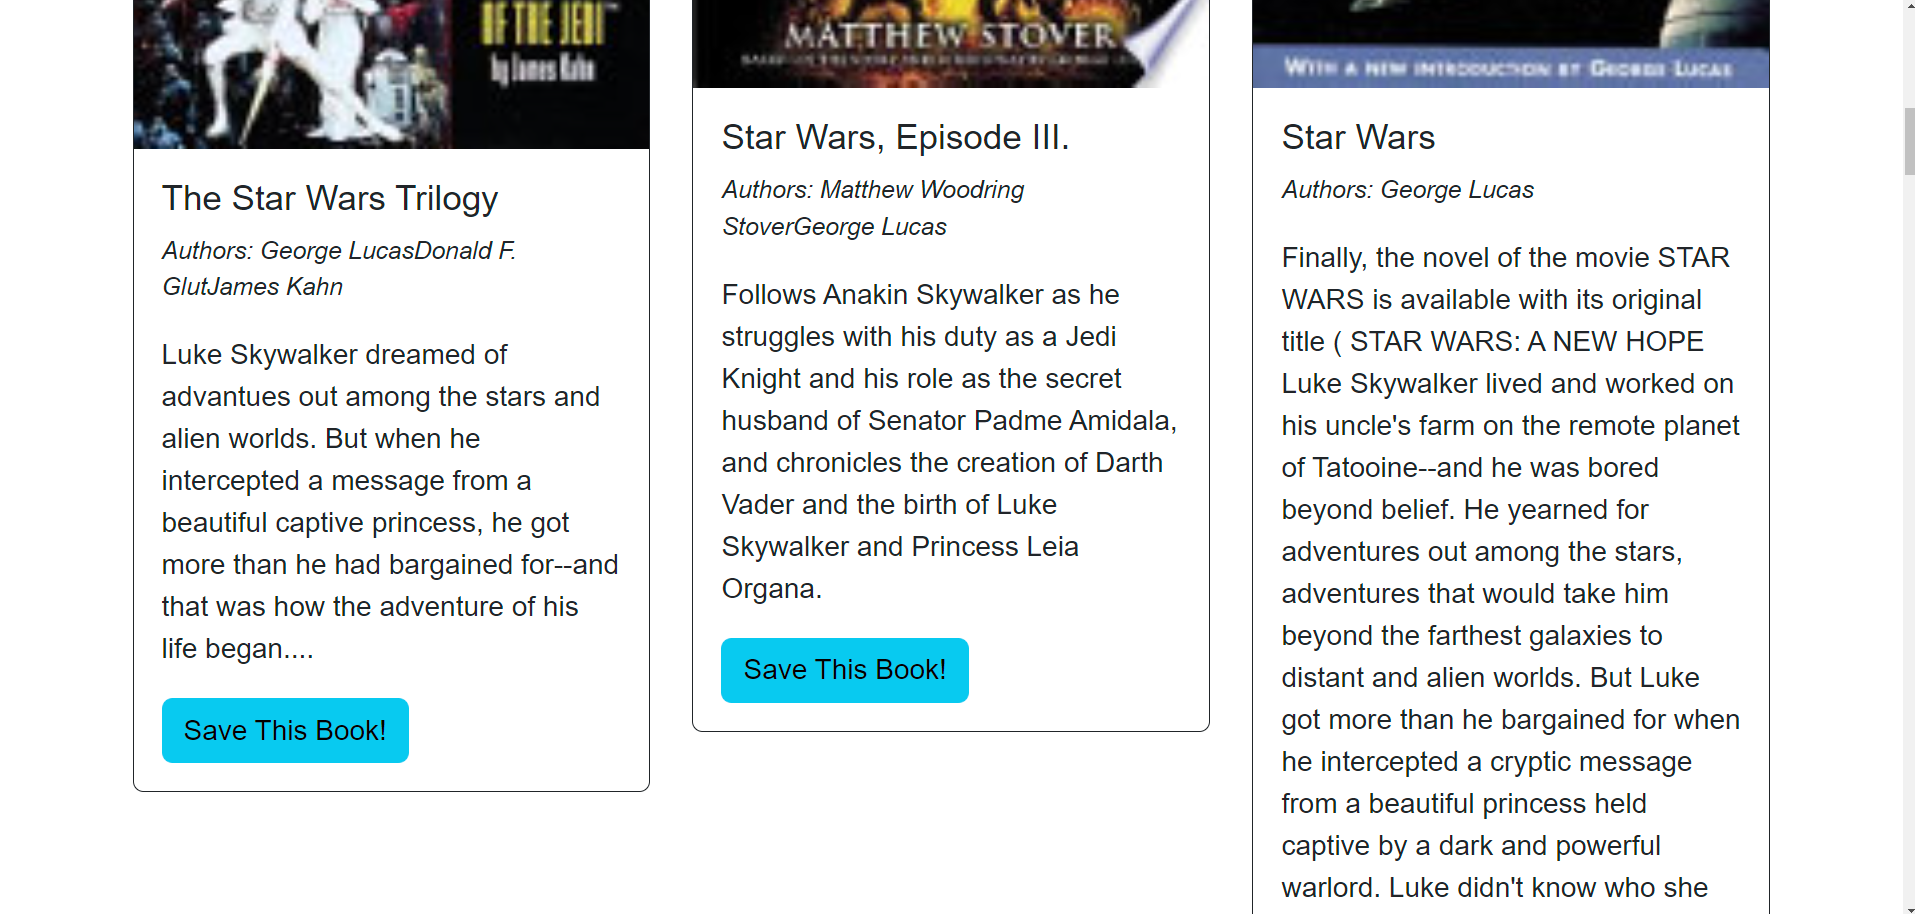 OF THE JEDI™
by James Kahn
The Star Wars Trilogy
Authors: George LucasDonald F.
GlutJames Kahn
Luke Skywalker dreamed of
advantues out among the stars and
alien worlds. But when he
intercepted a message from a
beautiful captive princess, he got
more than he had bargained for--and
that was how the adventure of his
life began....
Save This Book!
MATTHEW STOVER
Star Wars, Episode III.
Authors: Matthew Woodring
StoverGeorge Lucas
Follows Anakin Skywalker as he
struggles with his duty as a Jedi
Knight and his role as the secret
husband of Senator Padme Amidala,
and chronicles the creation of Darth
Vader and the birth of Luke
Skywalker and Princess Leia
Organa.
Save This Book!
WITH A NEW INTRODUCTION BY GEORGE LUCAS
Star Wars
Authors: George Lucas
Finally, the novel of the movie STAR
WARS is available with its original
title ( STAR WARS: A NEW HOPE
Luke Skywalker lived and worked on
his uncle's farm on the remote planet
of Tatooine--and he was bored
beyond belief. He yearned for
adventures out among the stars,
adventures that would take him
beyond the farthest galaxies to
distant and alien worlds. But Luke
got more than he bargained for when
he intercepted a cryptic message
from a beautiful princess held
captive by a dark and powerful
warlord. Luke didn't know who she